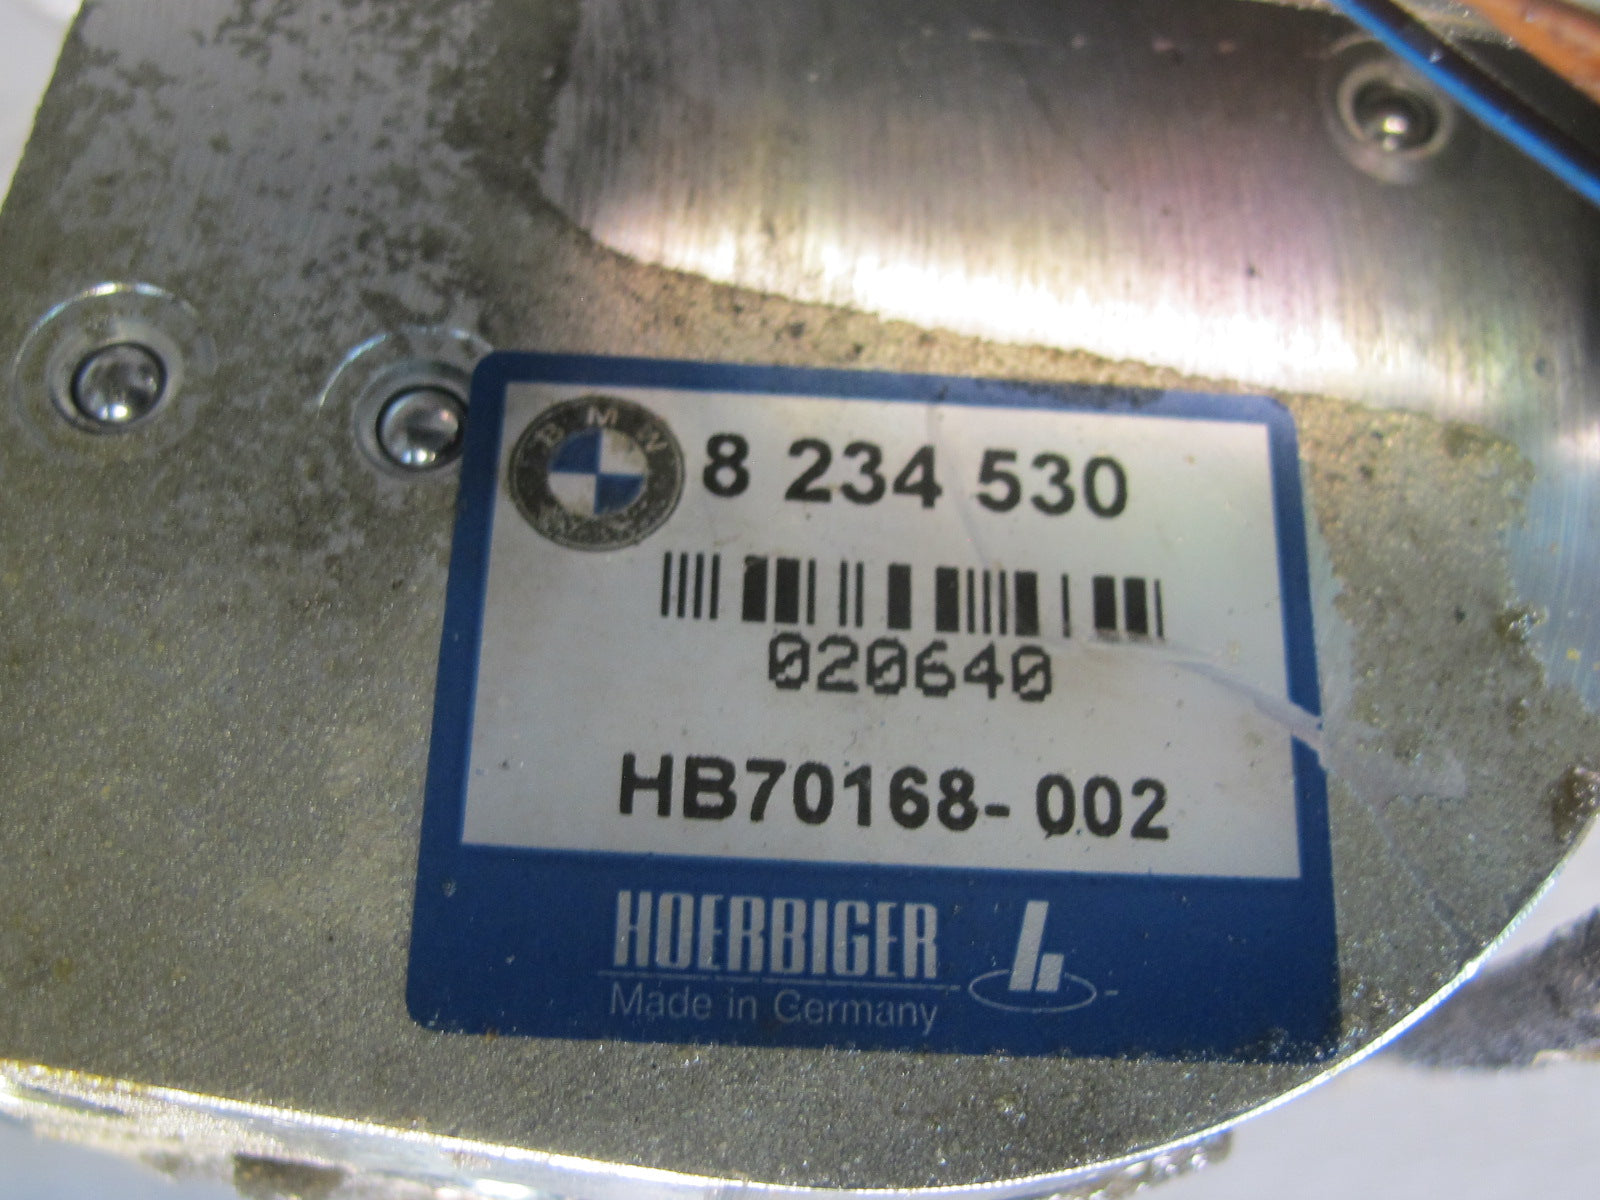 BMW
8 234 530
020640
HB70168-002
HOERBIGER
Made in Germany